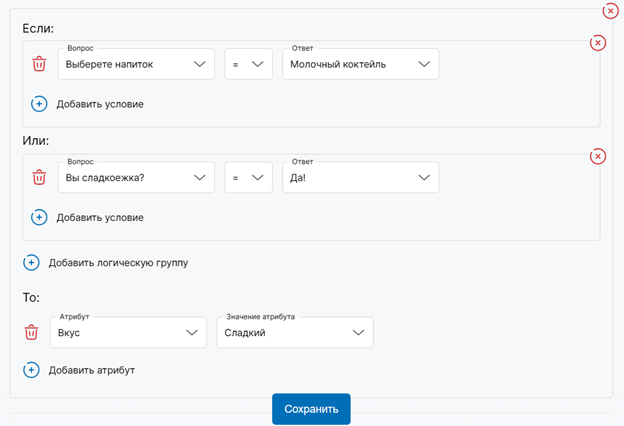 Если:
Вопрос
Ответ
Выберете напиток
=
Молочный коктейль
Добавить условие
Или:
Вопрос
Ответ
Вы сладкоежка?
=
Да!
Добавить условие
Добавить логическую группу
То:
Атрибут
Значение атрибута
Вкус
Сладкий
Добавить атрибут
Сохранить